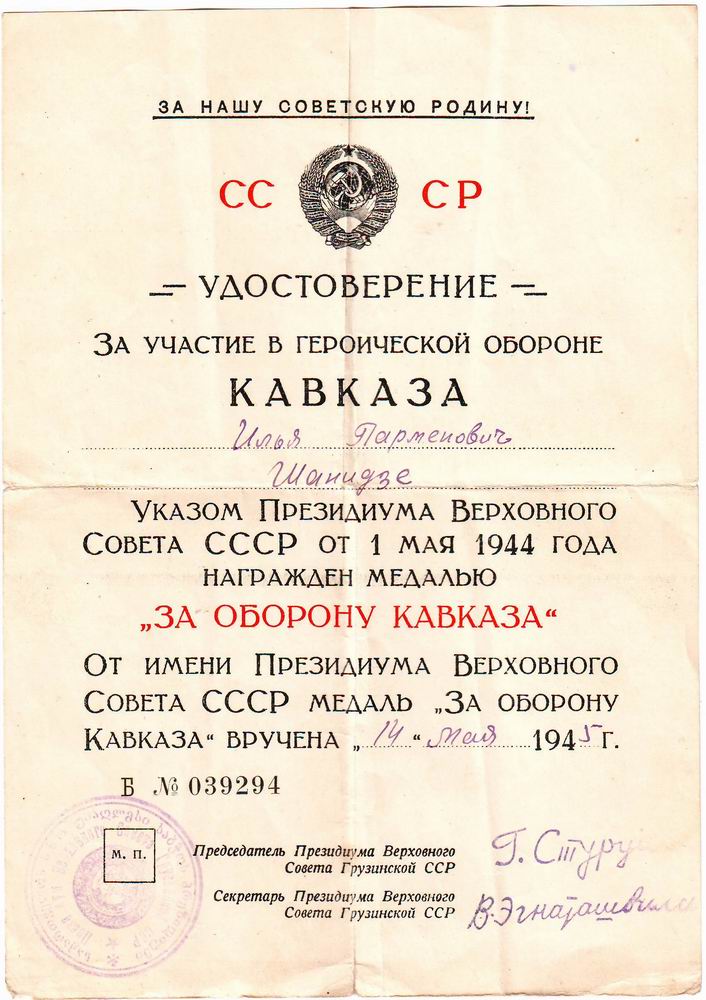 ЗА НАШУ СОВЕТСКУЮ РОДИНУ!
СС СР
УДОСТОВЕРЕНИЕ
ЗА УЧАСТИЕ В ГЕРОИЧЕСКОЙ ОБОРОНЕ
КАВКАЗА
Илья Парменович
Шанидзе
УКАЗОМ ПРЕЗИДИУМА ВЕРХОВНОГО
СОВЕТА СССР ОТ 1 МАЯ 1944 ГОДА
НАГРАЖДЕН МЕДАЛЬЮ
„ЗА ОБОРОНУ КАВКАЗА“
ОТ ИМЕНИ ПРЕЗИДИУМА ВЕРХОВНОГО
СОВЕТА СССР МЕДАЛЬ „ЗА ОБОРОНУ
КАВКАЗА“ ВРУЧЕНА „14“ мая 1945 г.
Б № 039294
М. П.
Председатель Президиума Верховного
Совета Грузинской ССР
Г. Стуруа
Секретарь Президиума Верховного
Совета Грузинской ССР
В. Эгнаташвили